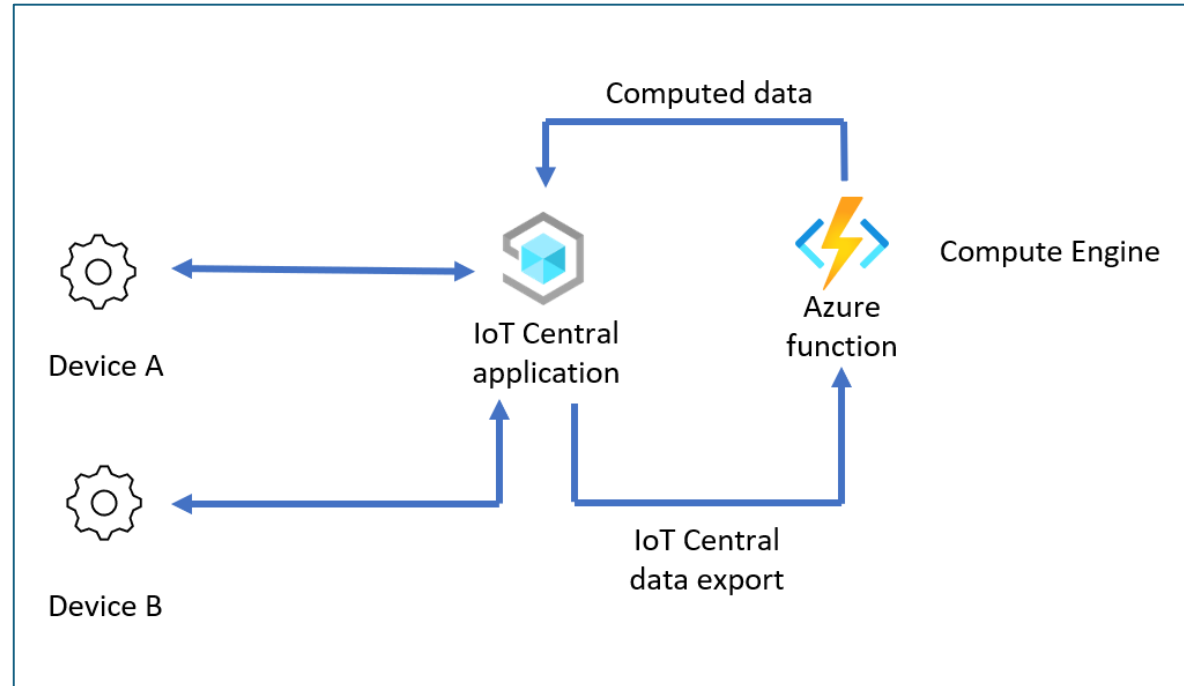 Computed data
Compute Engine
Azure
function
IoT Central
application
Device A
IoT Central
data export
Device B